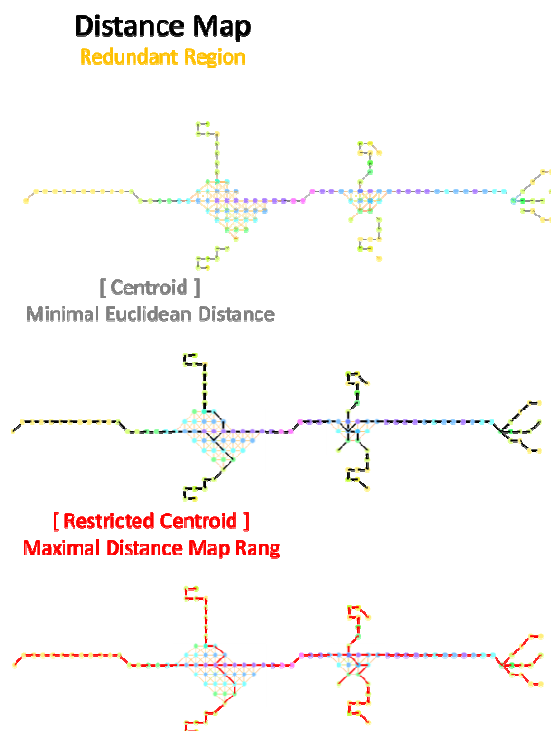 Distance Map
Redundant Region
[ Centroid ]
Minimal Euclidean Distance
[ Restricted Centroid ]
Maximal Distance Map Rang